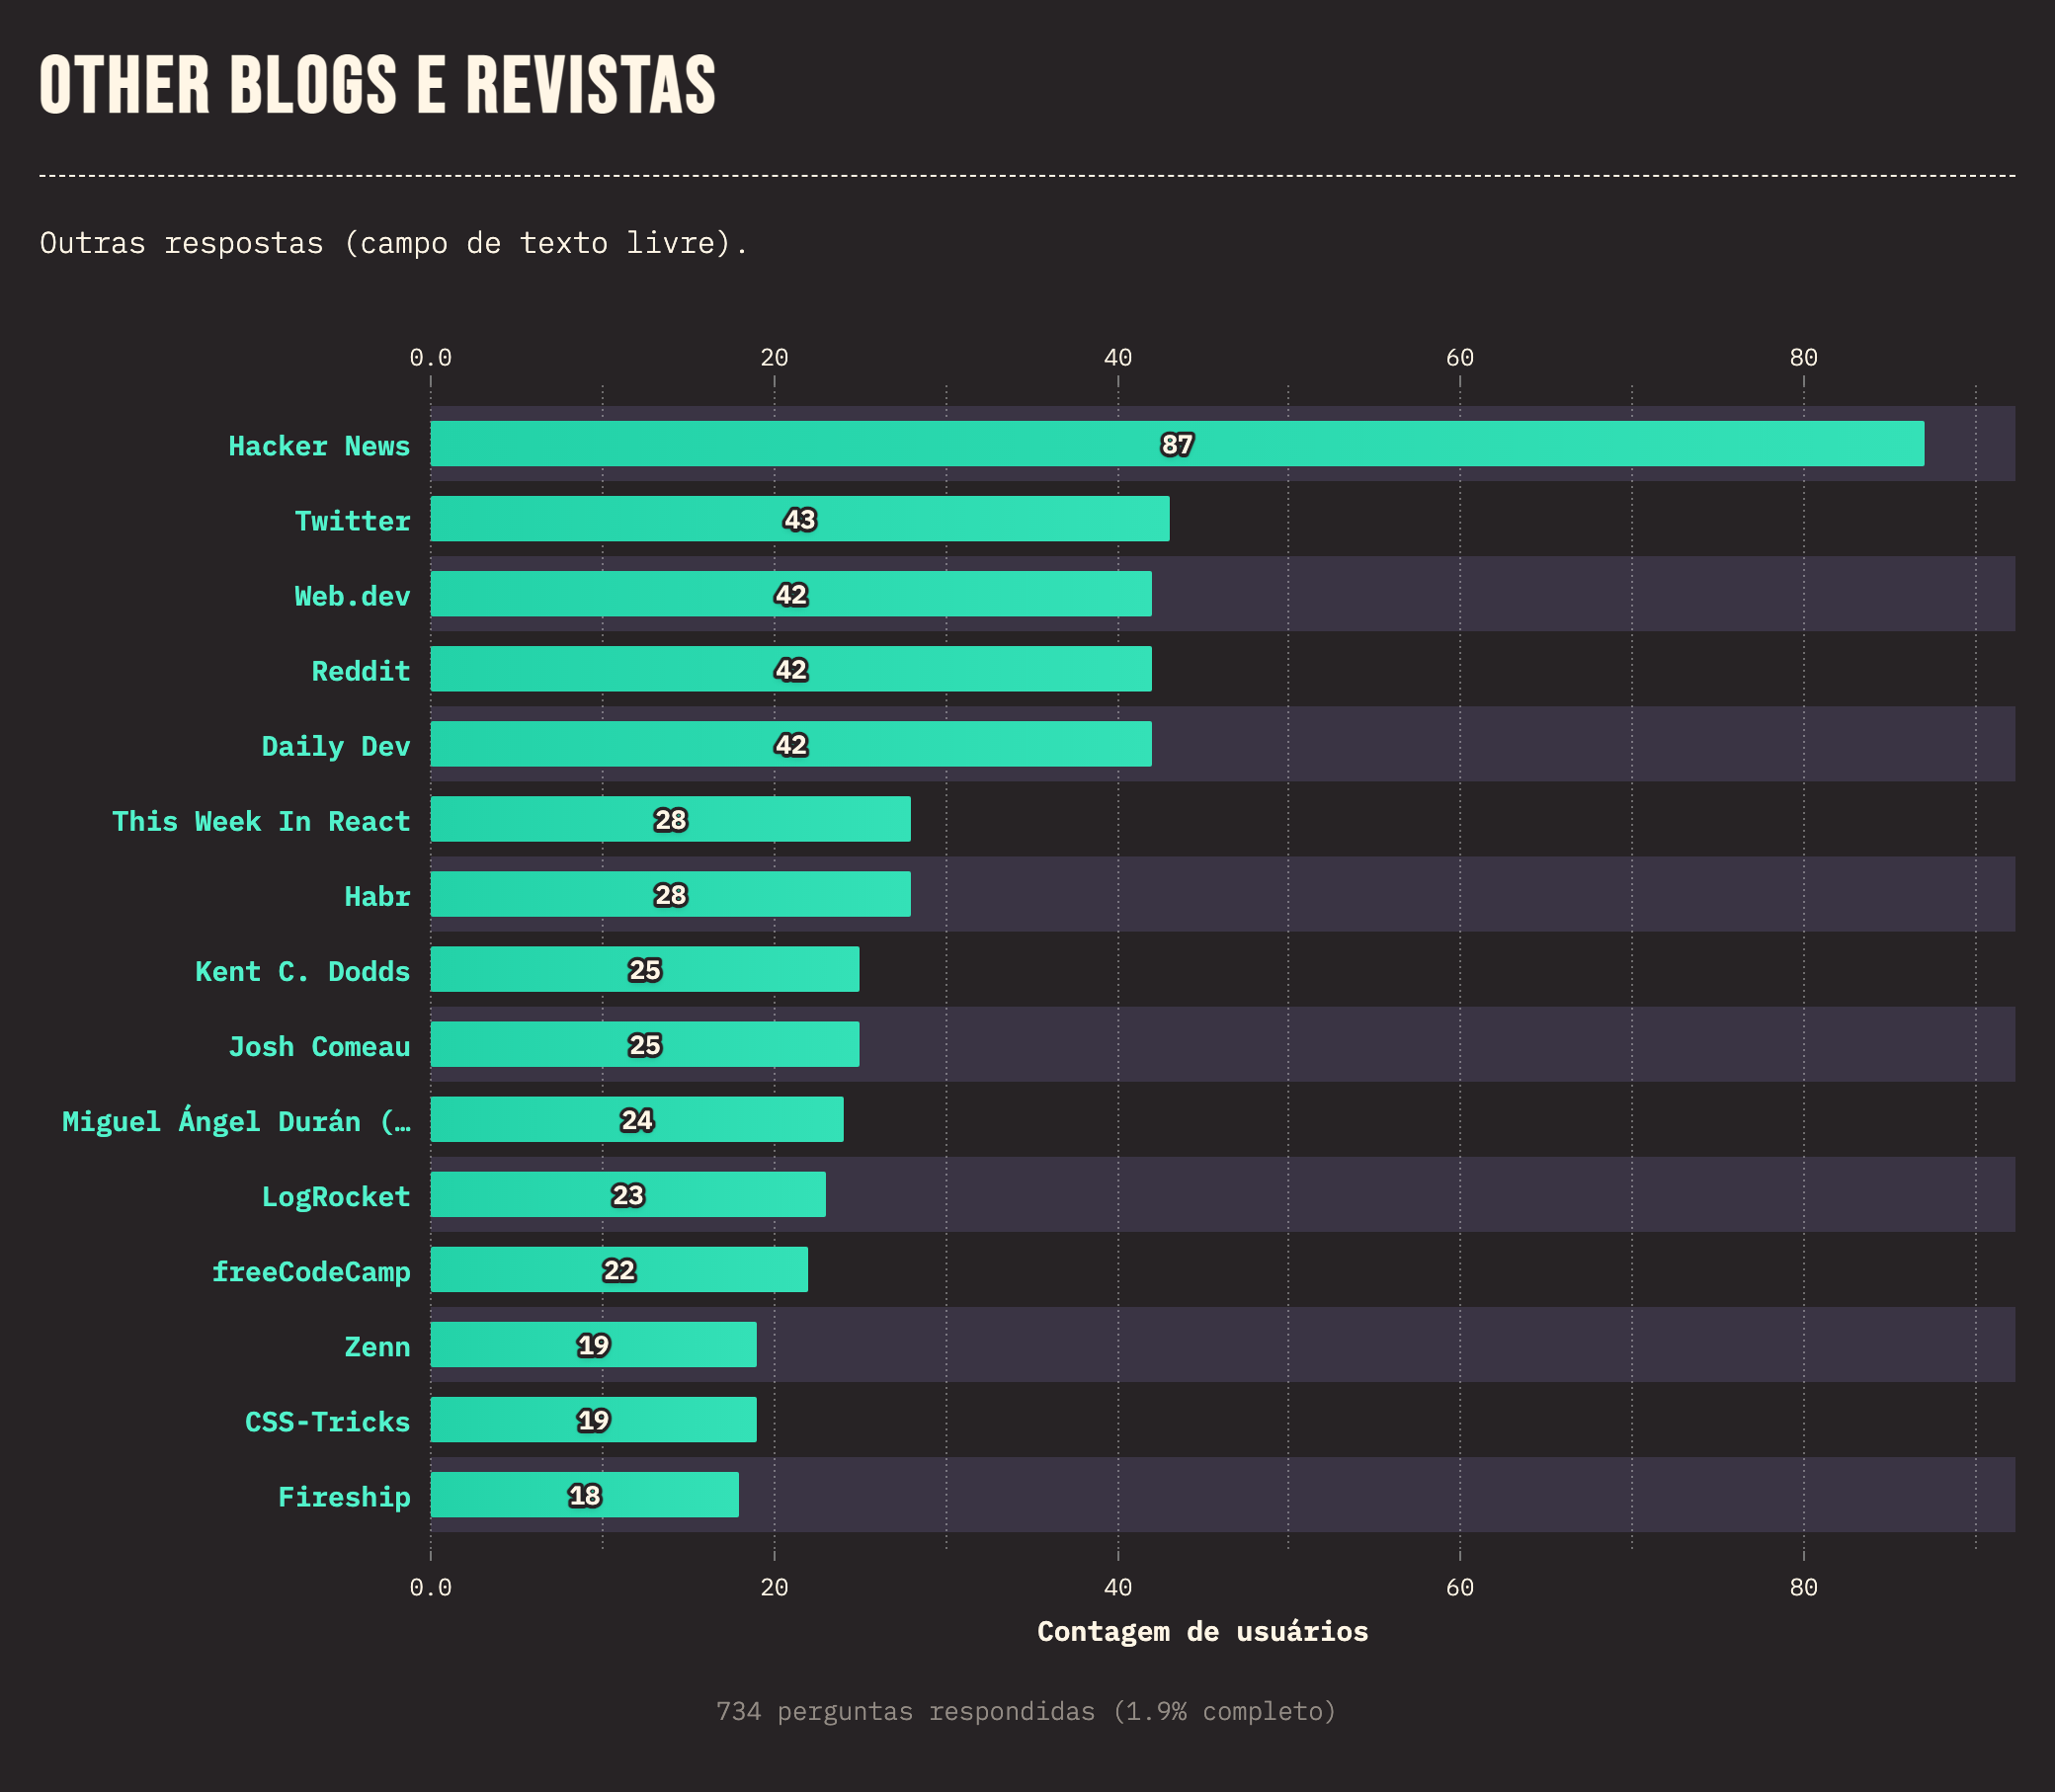 OTHER BLOGS E REVISTAS
Outras respostas (campo de texto livre).
0.0 20 40 60 80
Hacker News 87
Twitter 43
Web.dev 42
Reddit 42
Daily Dev 42
This Week In React 28
Habr 28
Kent C. Dodds 25
Josh Comeau 25
Miguel Ángel Durán (… 24
LogRocket 23
freeCodeCamp 22
Zenn 19
CSS-Tricks 19
Fireship 18
0.0 20 40 60 80
Contagem de usuários
734 perguntas respondidas (1.9% completo)